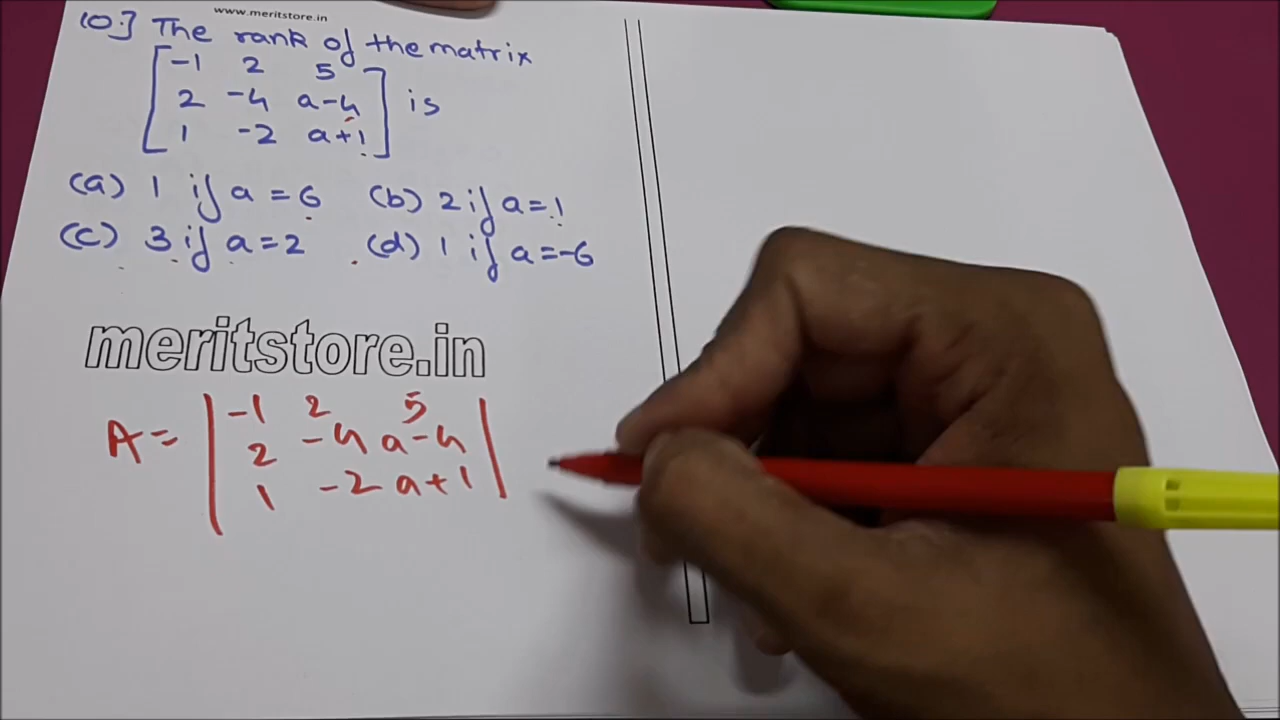 www.meritstore.in
10.] The rank of the matrix
-1 2 5
2 -4 a-4 is
1 -2 a+1
(a) 1 if a = 6 (b) 2 if a = 1
(c) 3 if a = 2 (d) 1 if a = -6
meritstore.in
-1 2 5
A = 2 -4 a-4
1 -2 a+1